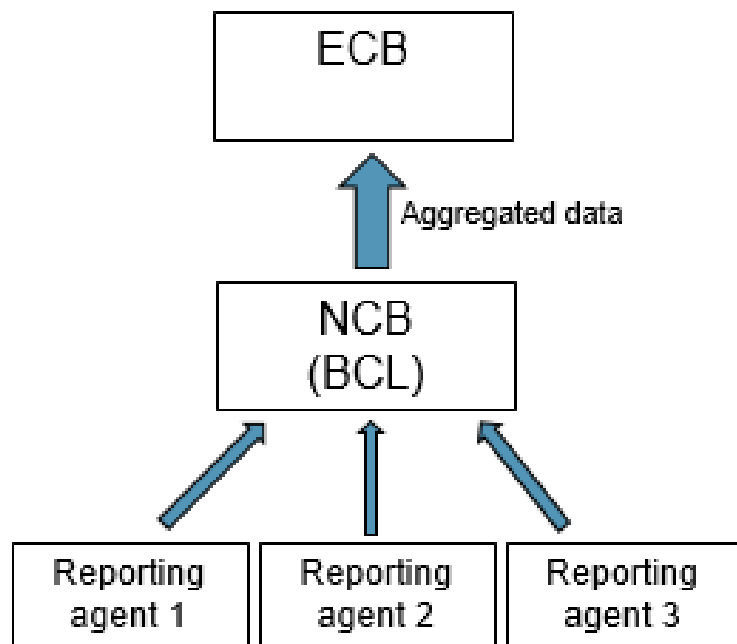 ECB
Aggregated data
NCB
(BCL)
Reporting
agent 1
Reporting
agent 2
Reporting
agent 3